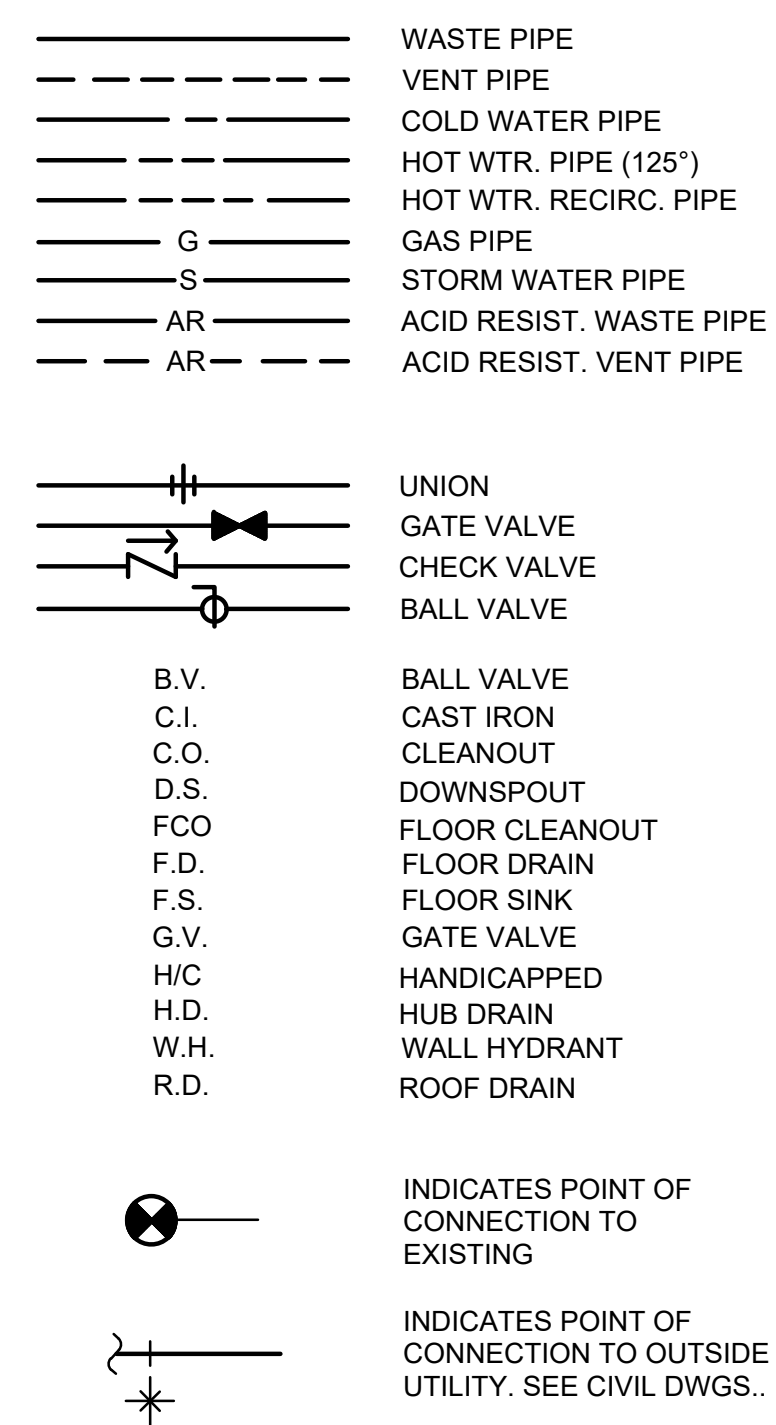 WASTE PIPE
VENT PIPE
COLD WATER PIPE
HOT WTR. PIPE (125°)
HOT WTR. RECIRC. PIPE
G GAS PIPE
S STORM WATER PIPE
AR ACID RESIST. WASTE PIPE
AR ACID RESIST. VENT PIPE
UNION
GATE VALVE
CHECK VALVE
BALL VALVE
B.V. BALL VALVE
C.I. CAST IRON
C.O. CLEANOUT
D.S. DOWNSPOUT
FCO FLOOR CLEANOUT
F.D. FLOOR DRAIN
F.S. FLOOR SINK
G.V. GATE VALVE
H/C HANDICAPPED
H.D. HUB DRAIN
W.H. WALL HYDRANT
R.D. ROOF DRAIN
INDICATES POINT OF
CONNECTION TO
EXISTING
INDICATES POINT OF
CONNECTION TO OUTSIDE
UTILITY. SEE CIVIL DWGS..